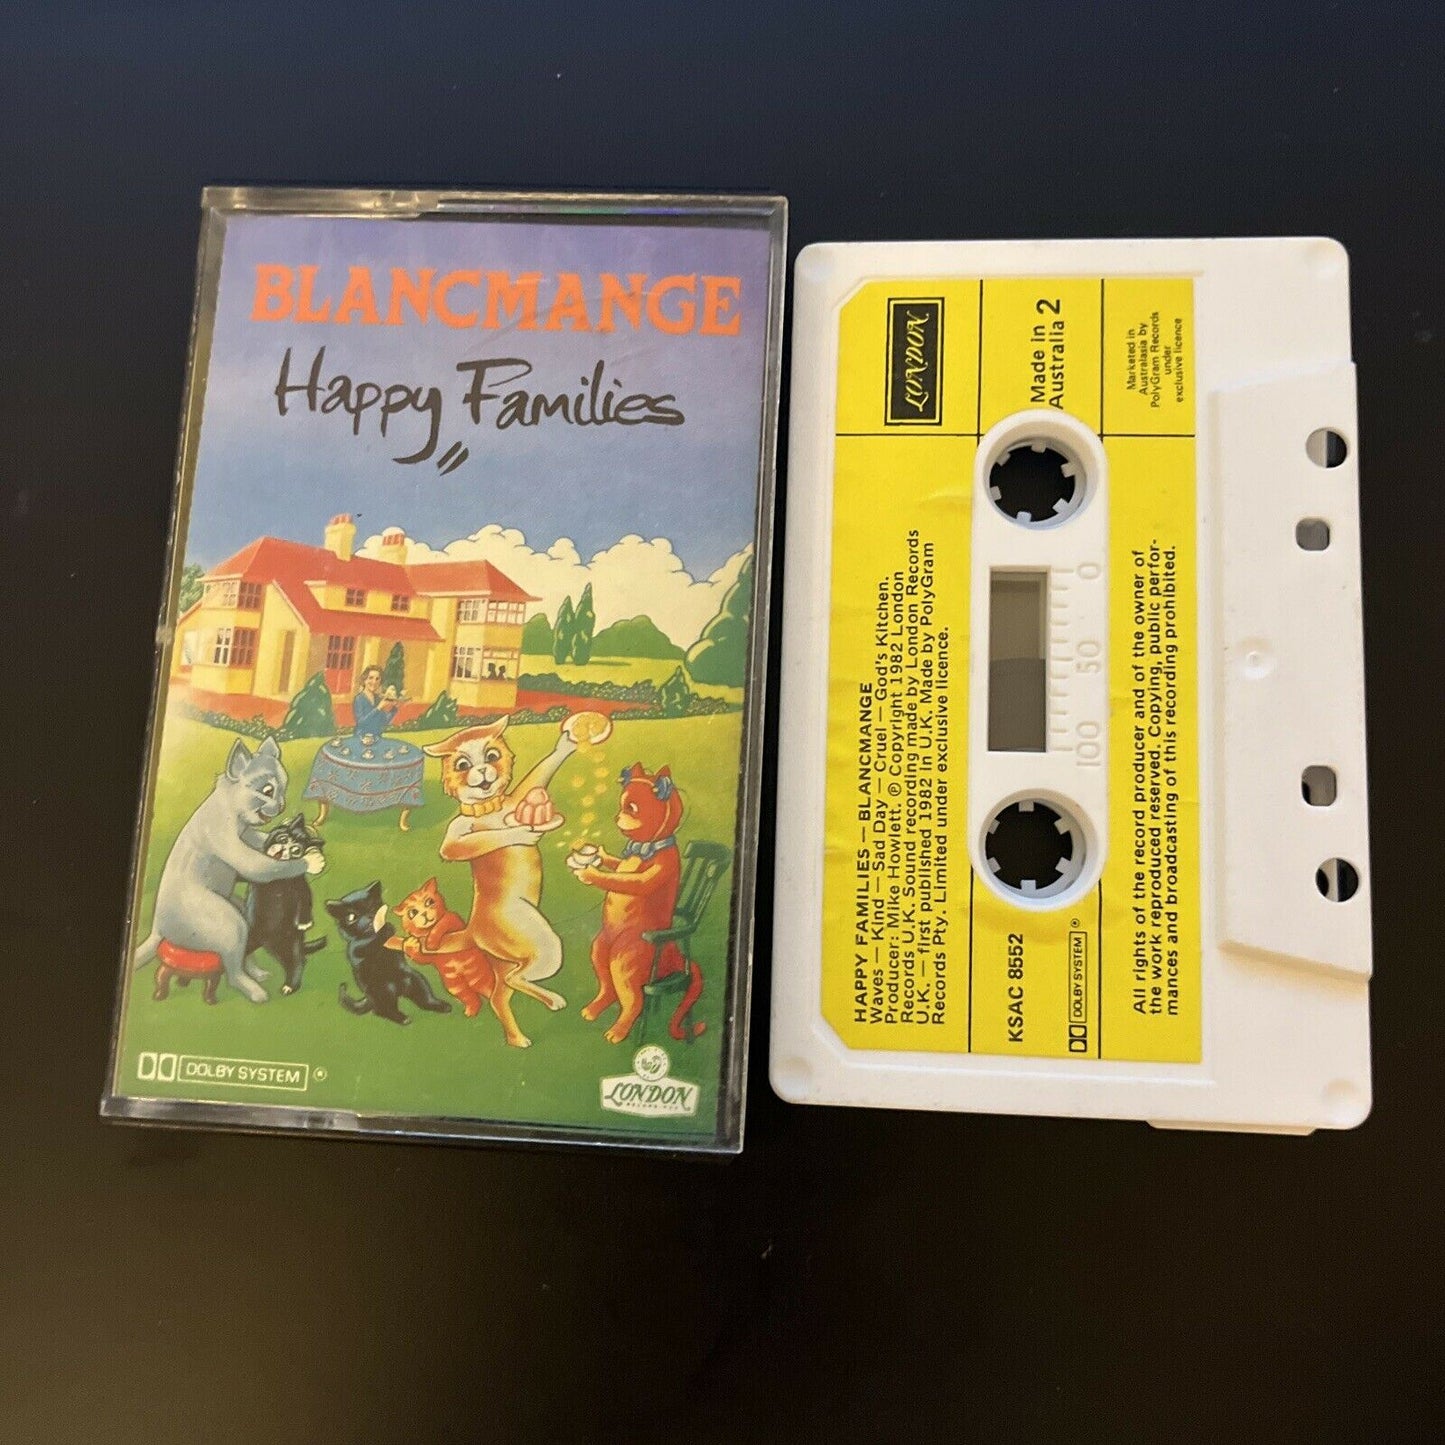 BLANCMANGE
Happy Families
DOLBY SYSTEM ®
LONDON
LONDON
Made in
Australia 2
Marketed in
Australasia by
PolyGram Records
under
exclusive licence
HAPPY FAMILIES — BLANCMANGE
Waves — Kind — Sad Day — Cruel — God's Kitchen.
Producer: Mike Howlett. ℗ Copyright 1982 London
Records U.K. Sound recording made by London Records
U.K. — first published 1982 in U.K. Made by PolyGram
Records Pty. Limited under exclusive licence.
100 50 0
KSAC 8552
DOLBY SYSTEM ®
All rights of the record producer and of the owner of
the work reproduced reserved. Copying, public perfor-
mances and broadcasting of this recording prohibited.